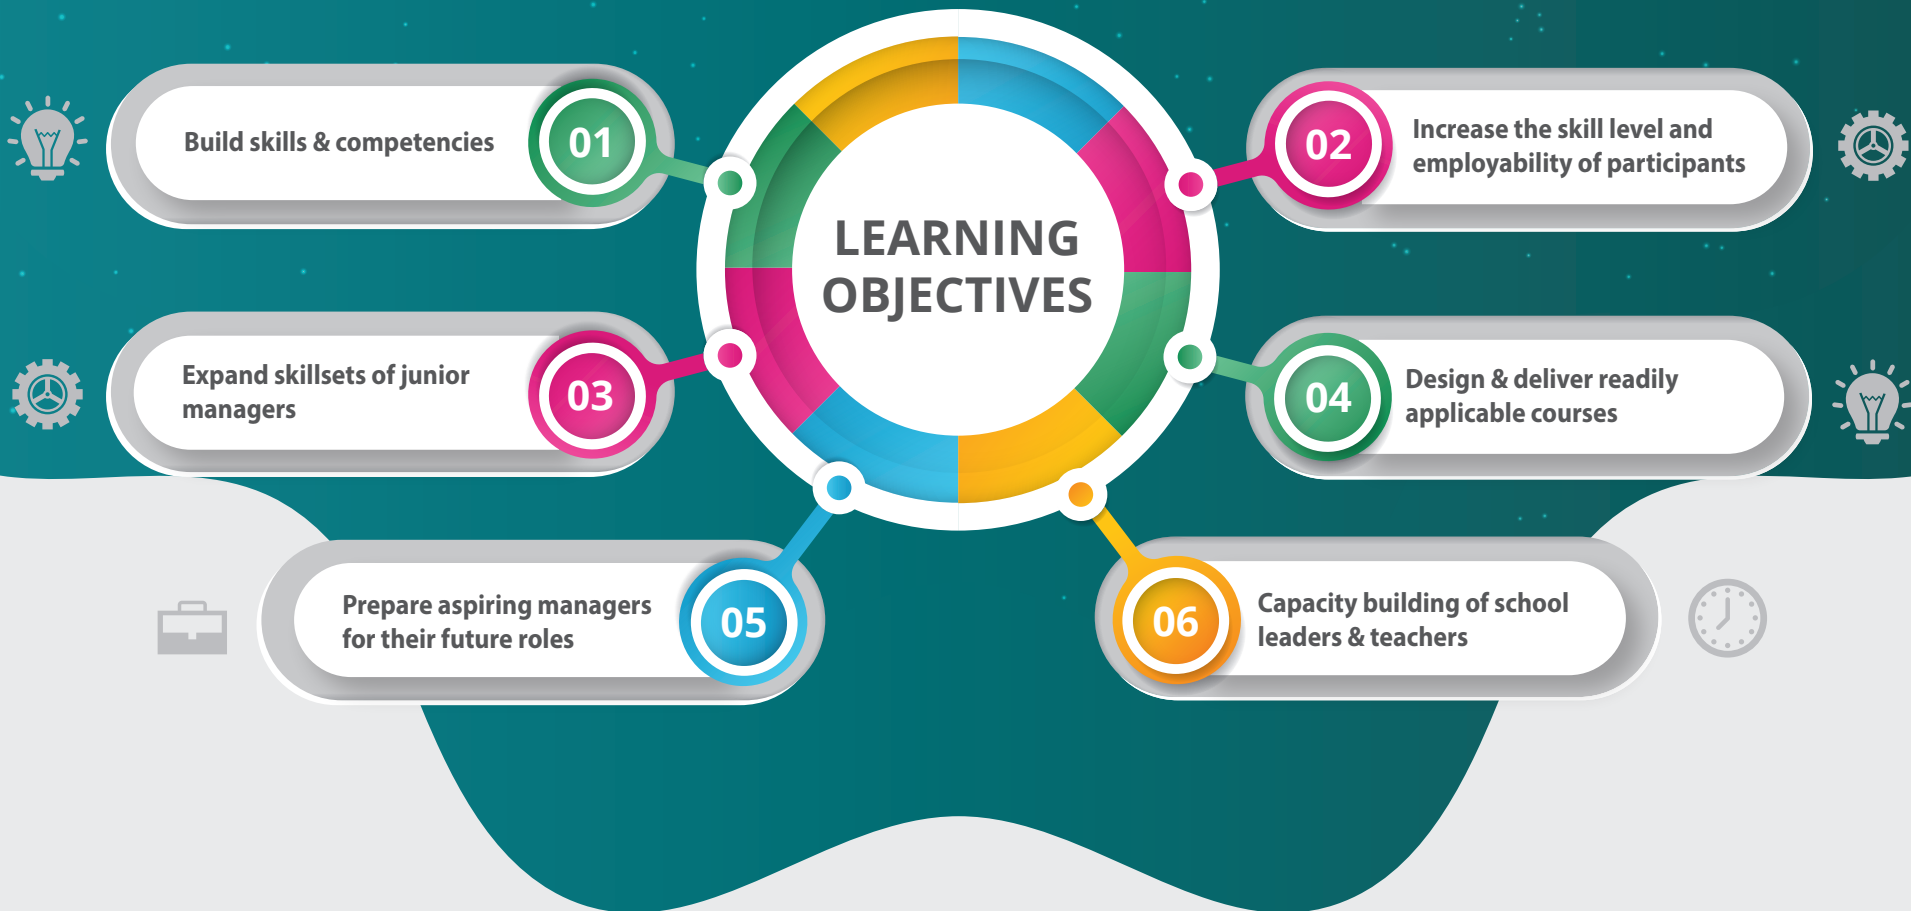 LEARNING
OBJECTIVES
Build skills & competencies
01
02
Increase the skill level and
employability of participants
Expand skillsets of junior
managers
03
04
Design & deliver readily
applicable courses
Prepare aspiring managers
for their future roles
05
06
Capacity building of school
leaders & teachers